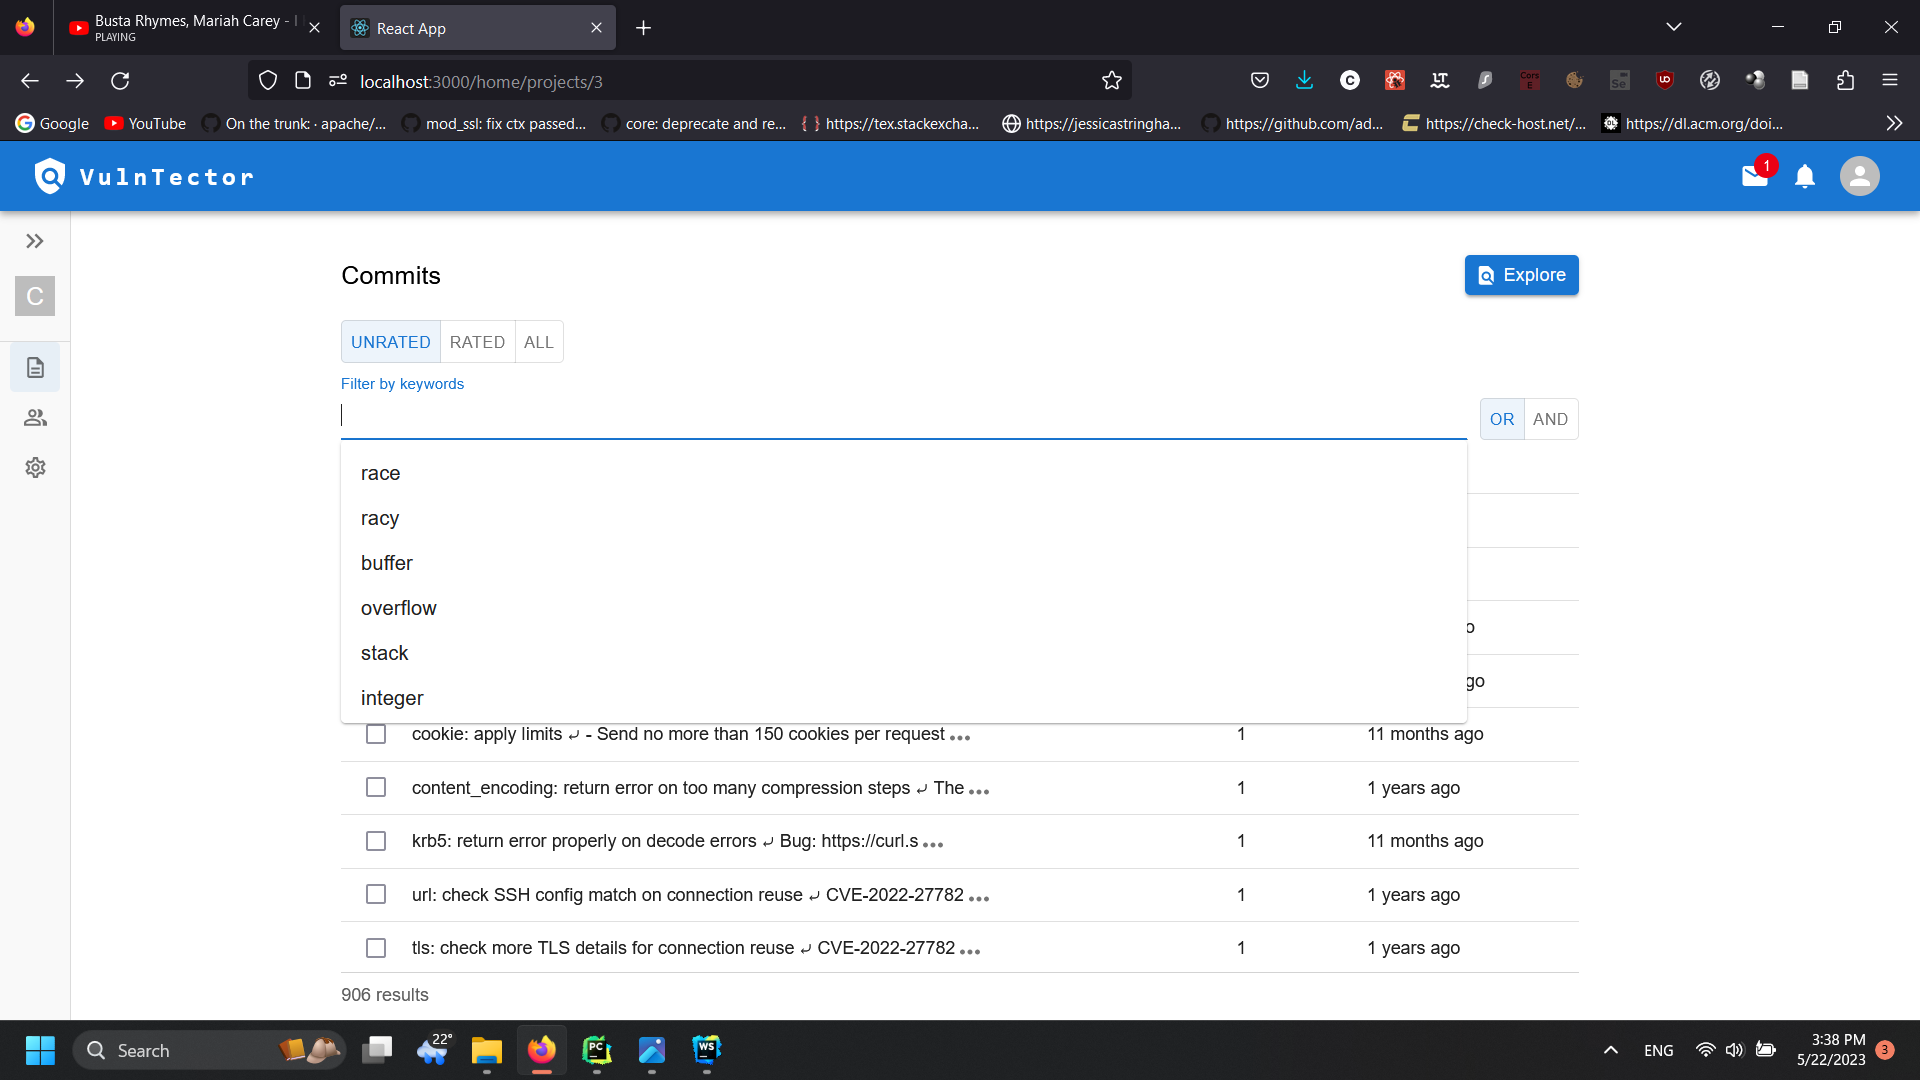 Busta Rhymes, Mariah Carey - I
PLAYING
React App
localhost:3000/home/projects/3
Google
YouTube
On the trunk: · apache/...
mod_ssl: fix ctx passed...
core: deprecate and re...
https://tex.stackexcha...
https://jessicastringha...
https://github.com/ad...
https://check-host.net/...
https://dl.acm.org/doi...
VulnTector
1
C
Commits
Explore
UNRATED RATED ALL
Filter by keywords
OR AND
race
racy
buffer
overflow
stack
integer
o
go
cookie: apply limits ⤶ - Send no more than 150 cookies per request ... 1 11 months ago
content_encoding: return error on too many compression steps ⤶ The ... 1 1 years ago
krb5: return error properly on decode errors ⤶ Bug: https://curl.s ... 1 11 months ago
url: check SSH config match on connection reuse ⤶ CVE-2022-27782 ... 1 1 years ago
tls: check more TLS details for connection reuse ⤶ CVE-2022-27782 ... 1 1 years ago
906 results
Search
22°
PC
WS
ENG
3:38 PM
5/22/2023
3